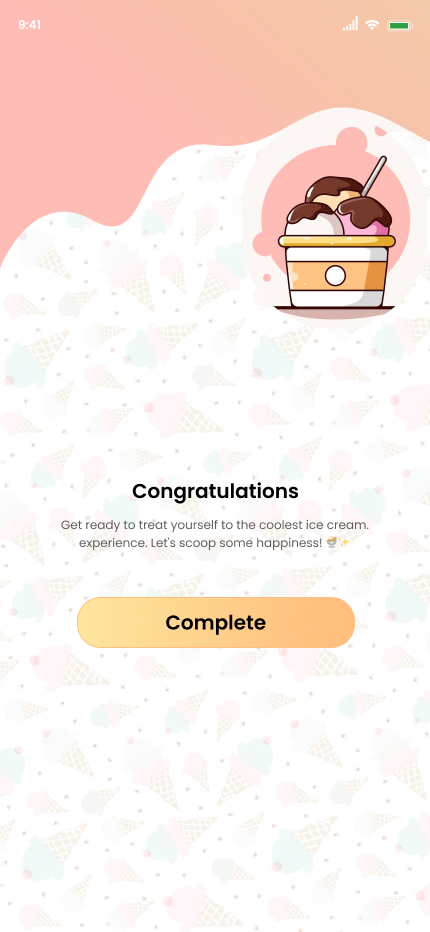 9:41
Congratulations
Get ready to treat yourself to the coolest ice cream.
experience. Let's scoop some happiness! 🍨✨
Complete